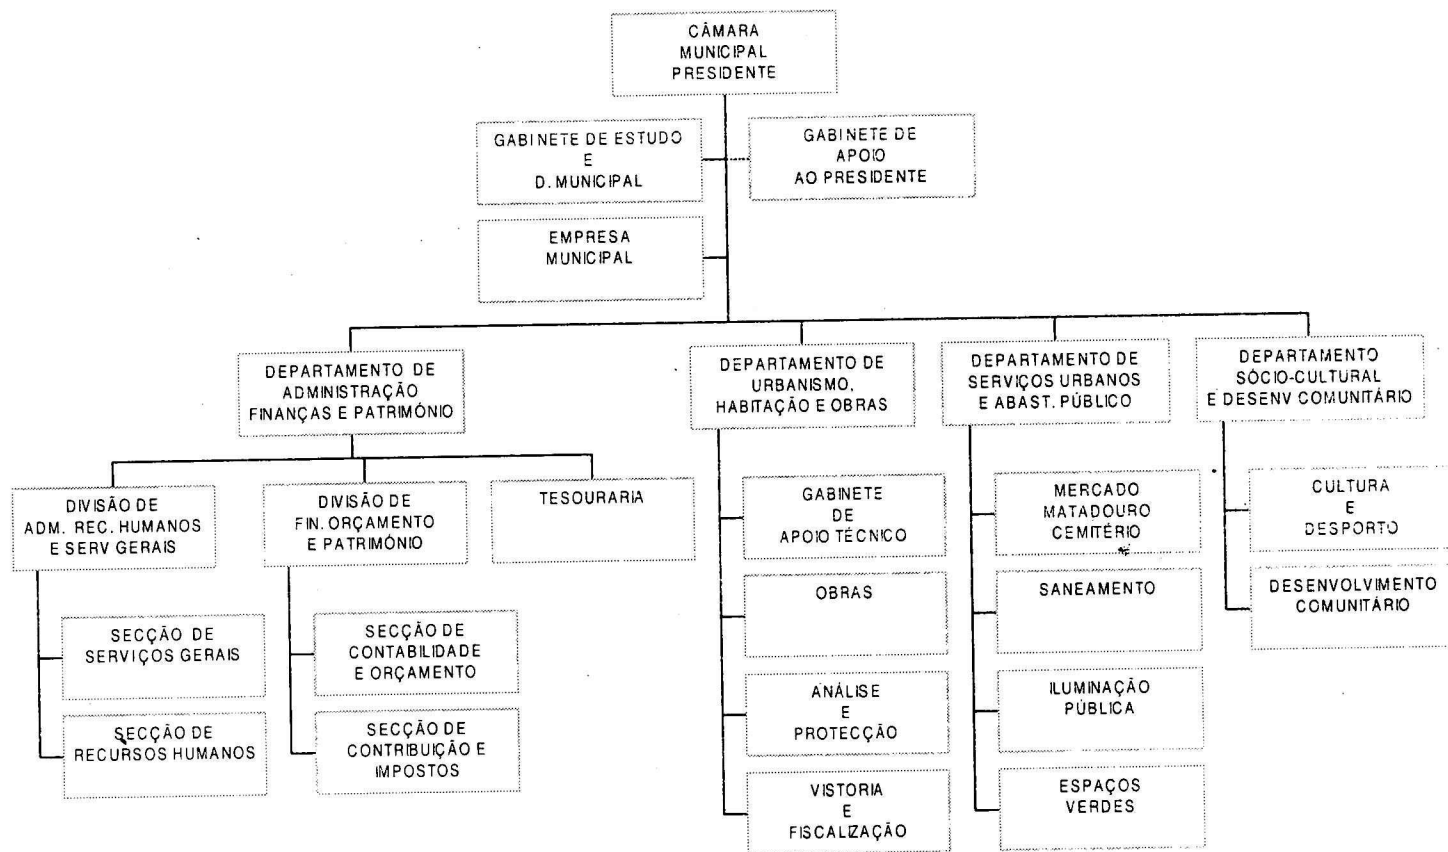 CÂMARA
MUNICIPAL
PRESIDENTE
GABINETE DE ESTUDO
E
D. MUNICIPAL
GABINETE DE
APOIO
AO PRESIDENTE
EMPRESA
MUNICIPAL
DEPARTAMENTO DE
ADMINISTRAÇÃO
FINANÇAS E PATRIMÓNIO
DEPARTAMENTO DE
URBANISMO,
HABITAÇÃO E OBRAS
DEPARTAMENTO DE
SERVIÇOS URBANOS
E ABAST. PÚBLICO
DEPARTAMENTO
SÓCIO-CULTURAL
E DESENV COMUNITÁRIO
DIVISÃO DE
ADM. REC. HUMANOS
E SERV GERAIS
DIVISÃO DE
FIN. ORÇAMENTO
E PATRIMÓNIO
TESOURARIA
SECÇÃO DE
SERVIÇOS GERAIS
SECÇÃO DE
RECURSOS HUMANOS
SECÇÃO DE
CONTABILIDADE
E ORÇAMENTO
SECÇÃO DE
CONTRIBUIÇÃO E
IMPOSTOS
GABINETE
DE
APOIO TÉCNICO
OBRAS
ANÁLISE
E
PROTECÇÃO
VISTORIA
E
FISCALIZAÇÃO
MERCADO
MATADOURO
CEMITÉRIO
SANEAMENTO
ILUMINAÇÃO
PÚBLICA
ESPAÇOS
VERDES
CULTURA
E
DESPORTO
DESENVOLVIMENTO
COMUNITÁRIO